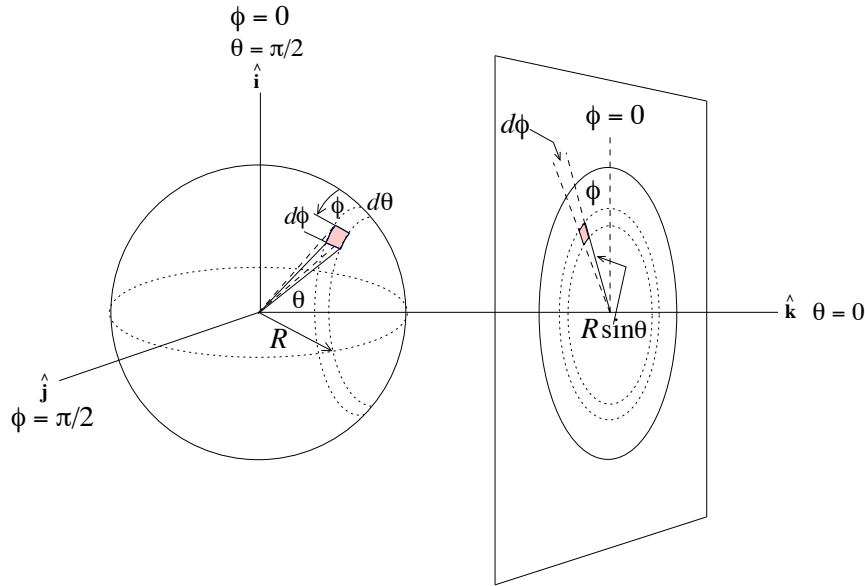 ϕ = 0
θ = π/2
î
dϕ
ϕ = 0
ϕ
dθ
dϕ
ϕ
θ
R
R sinθ
k̂ θ = 0
ĵ
ϕ = π/2